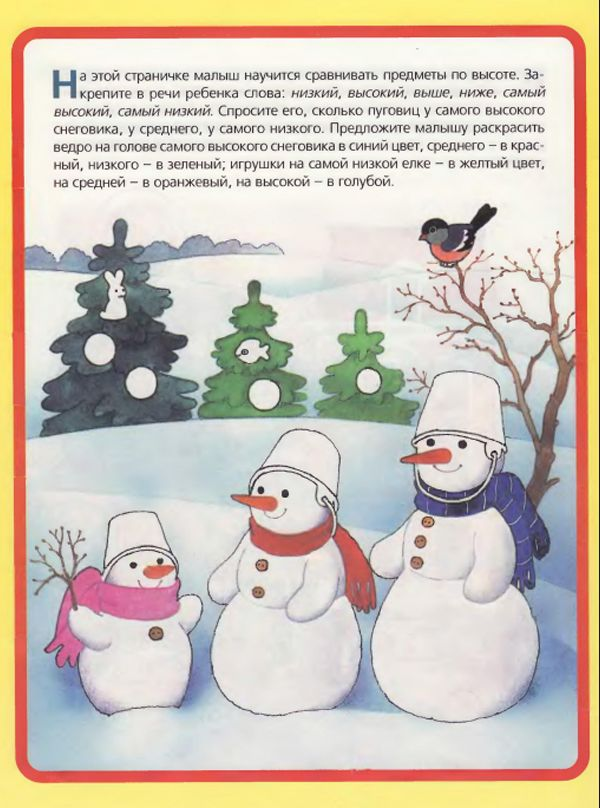 На этой страничке малыш научится сравнивать предметы по высоте. За-
крепите в речи ребенка слова: низкий, высокий, выше, ниже, самый
высокий, самый низкий. Спросите его, сколько пуговиц у самого высокого
снеговика, у среднего, у самого низкого. Предложите малышу раскрасить
ведро на голове самого высокого снеговика в синий цвет, среднего – в крас-
ный, низкого – в зеленый; игрушки на самой низкой елке – в желтый цвет,
на средней – в оранжевый, на высокой – в голубой.